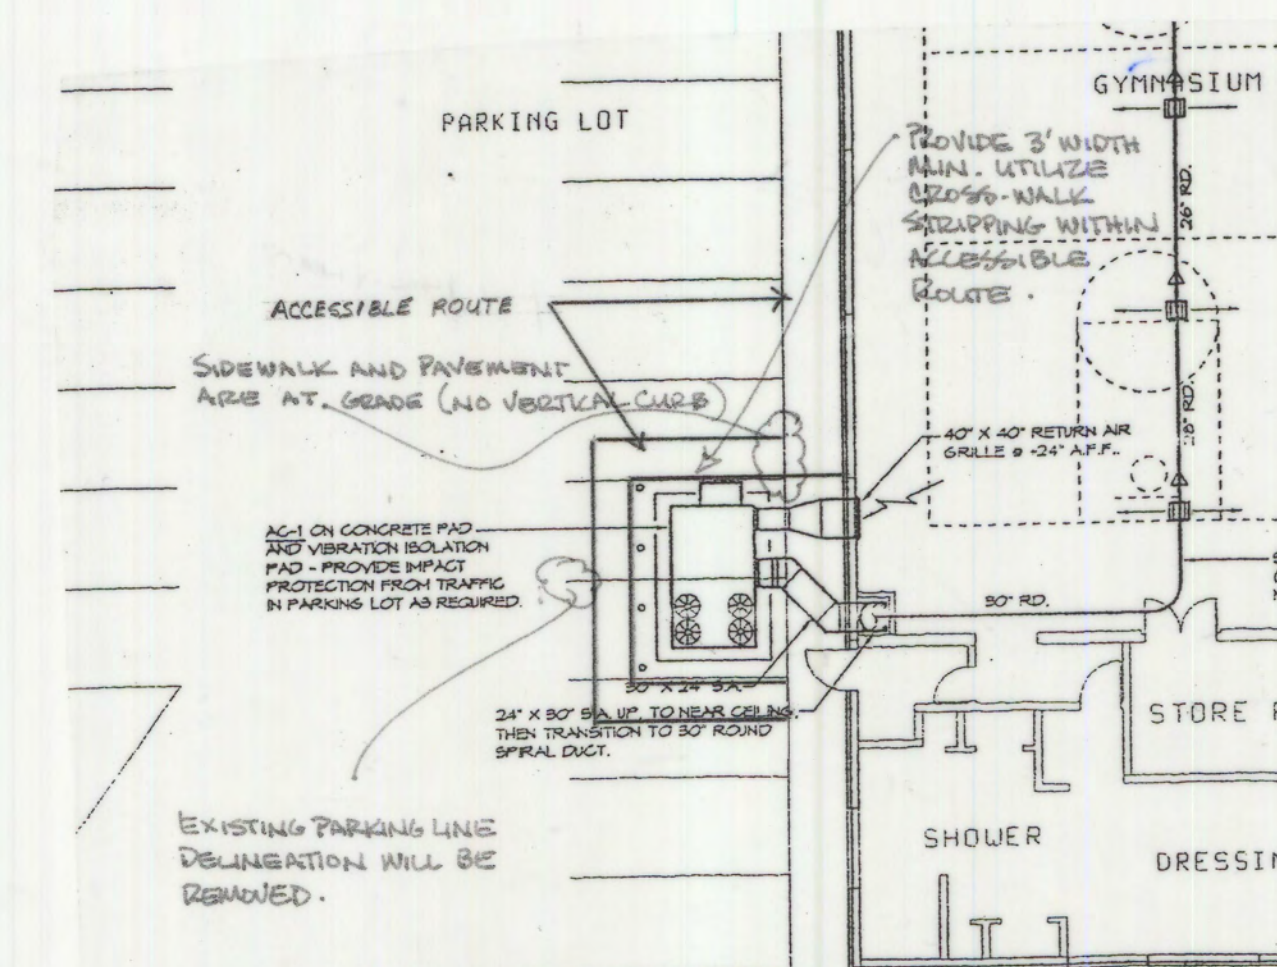 GYMNASIUM
PARKING LOT
PROVIDE 3' WIDTH
MIN. UTILIZE
CROSS-WALK
STRIPPING WITHIN
ACCESSIBLE
ROUTE.
26" RD.
ACCESSIBLE ROUTE
SIDEWALK AND PAVEMENT
ARE AT GRADE (NO VERTICAL CURB)
28" RD.
40" X 40" RETURN AIR
GRILLE @ +24" A.F.F..
AC-1 ON CONCRETE PAD
AND VIBRATION ISOLATION
PAD - PROVIDE IMPACT
PROTECTION FROM TRAFFIC
IN PARKING LOT AS REQUIRED.
30" RD.
30" X 24" S.A.
24" X 30" S.A. UP, TO NEAR CEILING.
THEN TRANSITION TO 30" ROUND
SPIRAL DUCT.
STORE
EXISTING PARKING LINE
DELINEATION WILL BE
REMOVED.
SHOWER
DRESSIN